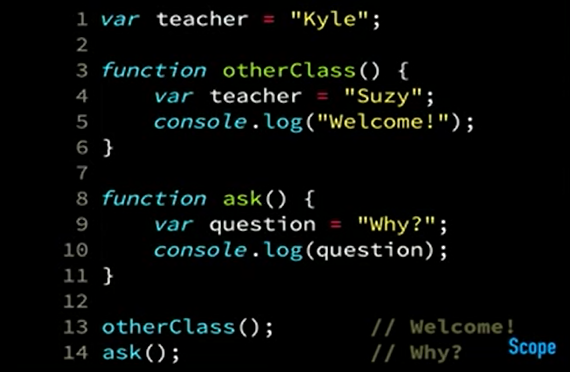 1 var teacher = "Kyle";
2
3 function otherClass() {
4     var teacher = "Suzy";
5     console.log("Welcome!");
6 }
7
8 function ask() {
9     var question = "Why?";
10     console.log(question);
11 }
12
13 otherClass();       // Welcome!
14 ask();              // Why?
Scope